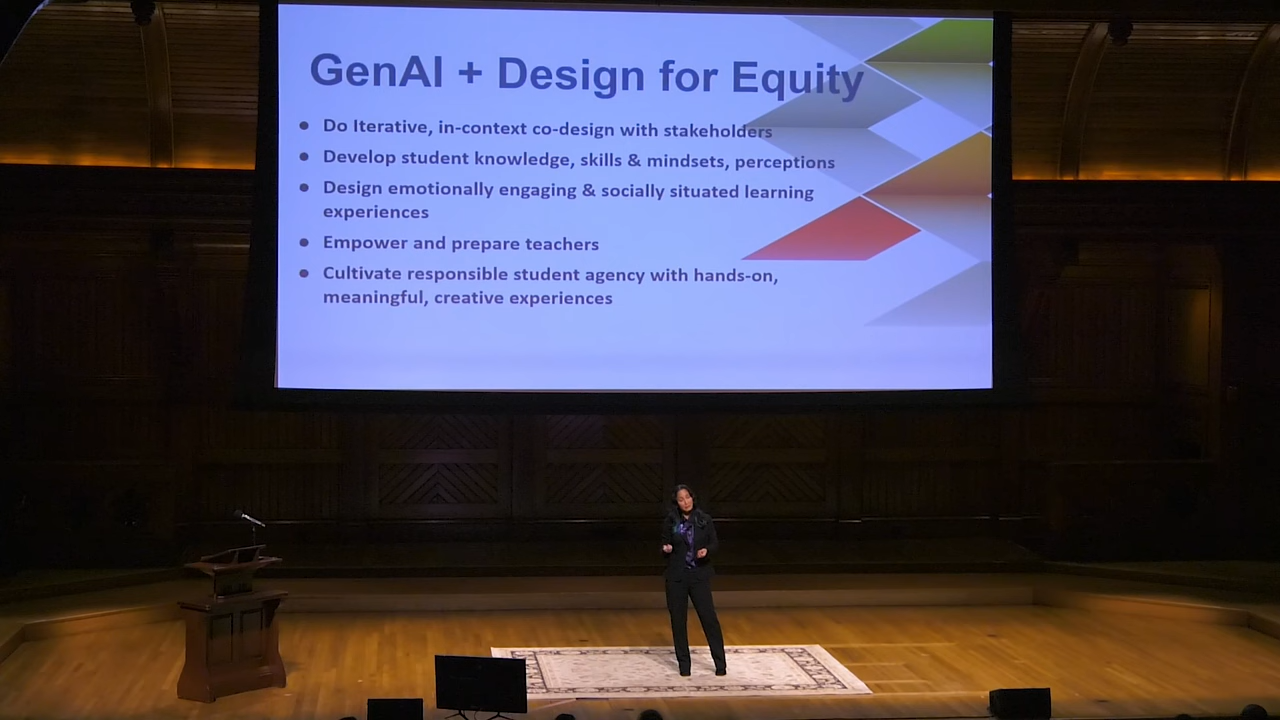 GenAI + Design for Equity
• Do Iterative, in-context co-design with stakeholders
• Develop student knowledge, skills & mindsets, perceptions
• Design emotionally engaging & socially situated learning
experiences
• Empower and prepare teachers
• Cultivate responsible student agency with hands-on,
meaningful, creative experiences